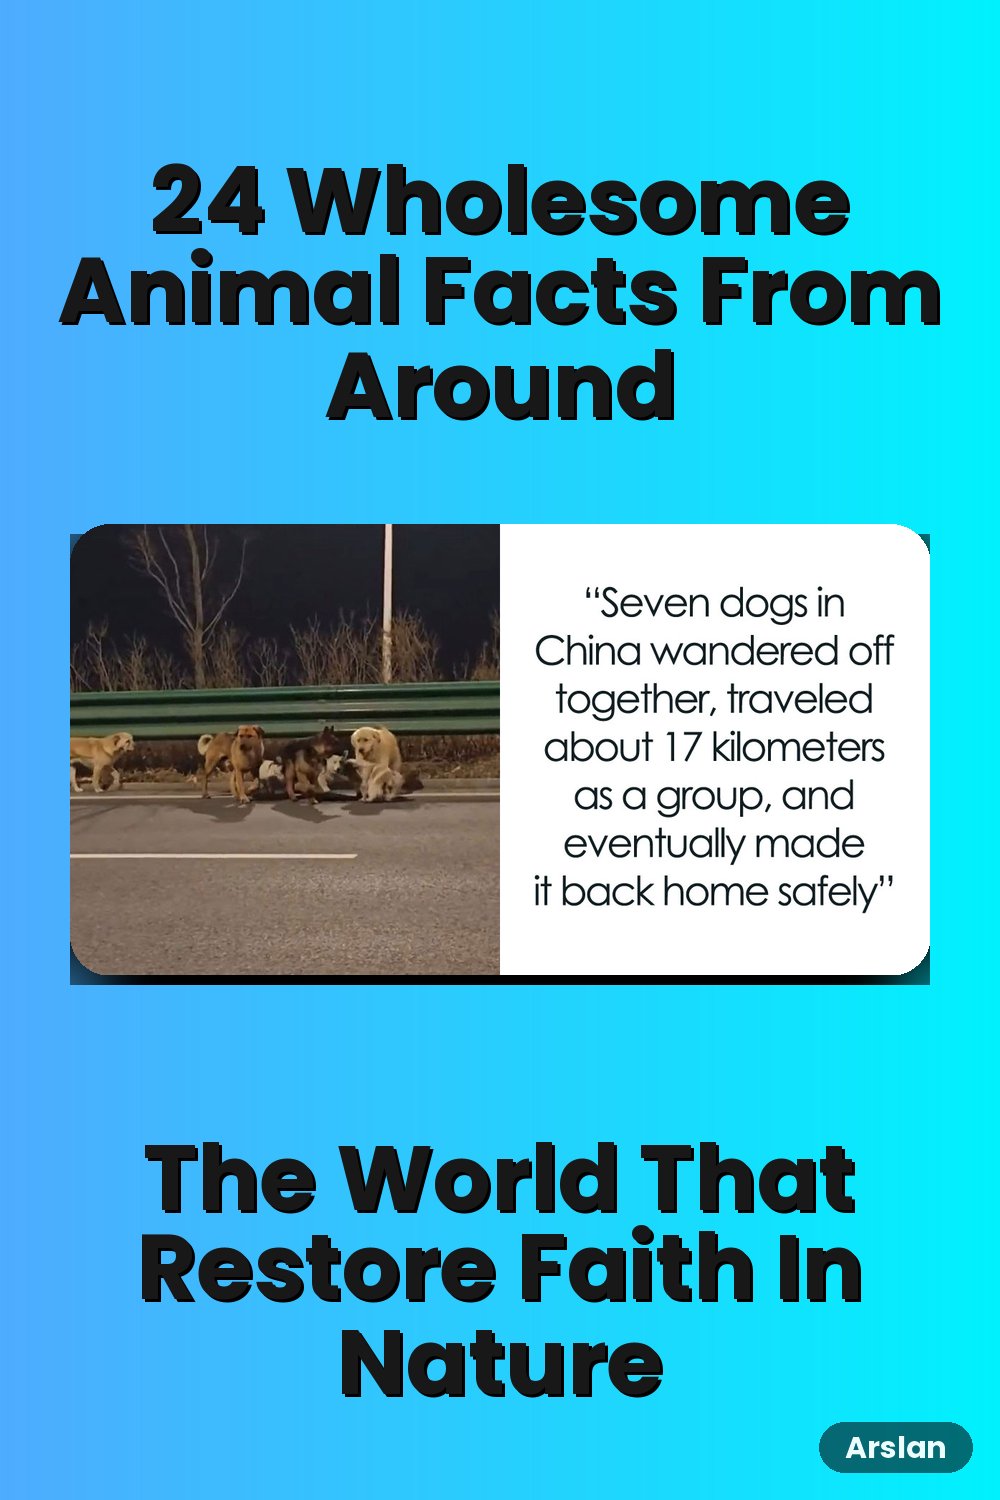 24 Wholesome
Animal Facts From
Around
“Seven dogs in
China wandered off
together, traveled
about 17 kilometers
as a group, and
eventually made
it back home safely”
The World That
Restore Faith In
Nature
Arslan